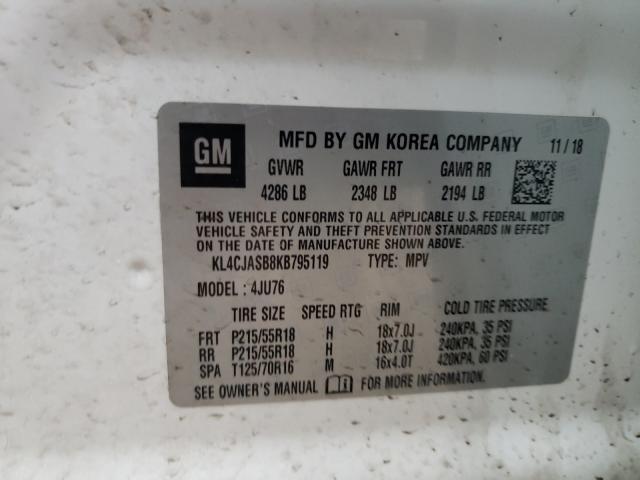 GM
MFD BY GM KOREA COMPANY 11/18
GVWR GAWR FRT GAWR RR
4286 LB 2348 LB 2194 LB
THIS VEHICLE CONFORMS TO ALL APPLICABLE U.S. FEDERAL MOTOR
VEHICLE SAFETY AND THEFT PREVENTION STANDARDS IN EFFECT
ON THE DATE OF MANUFACTURE SHOWN ABOVE.
KL4CJASB8KB795119 TYPE: MPV
MODEL: 4JU76
TIRE SIZE SPEED RTG RIM COLD TIRE PRESSURE
FRT P215/55R18 H 18x7.0J 240KPA, 35 PSI
RR P215/55R18 H 18x7.0J 240KPA, 35 PSI
SPA T125/70R16 M 16x4.0T 420KPA, 60 PSI
SEE OWNER'S MANUAL FOR MORE INFORMATION.